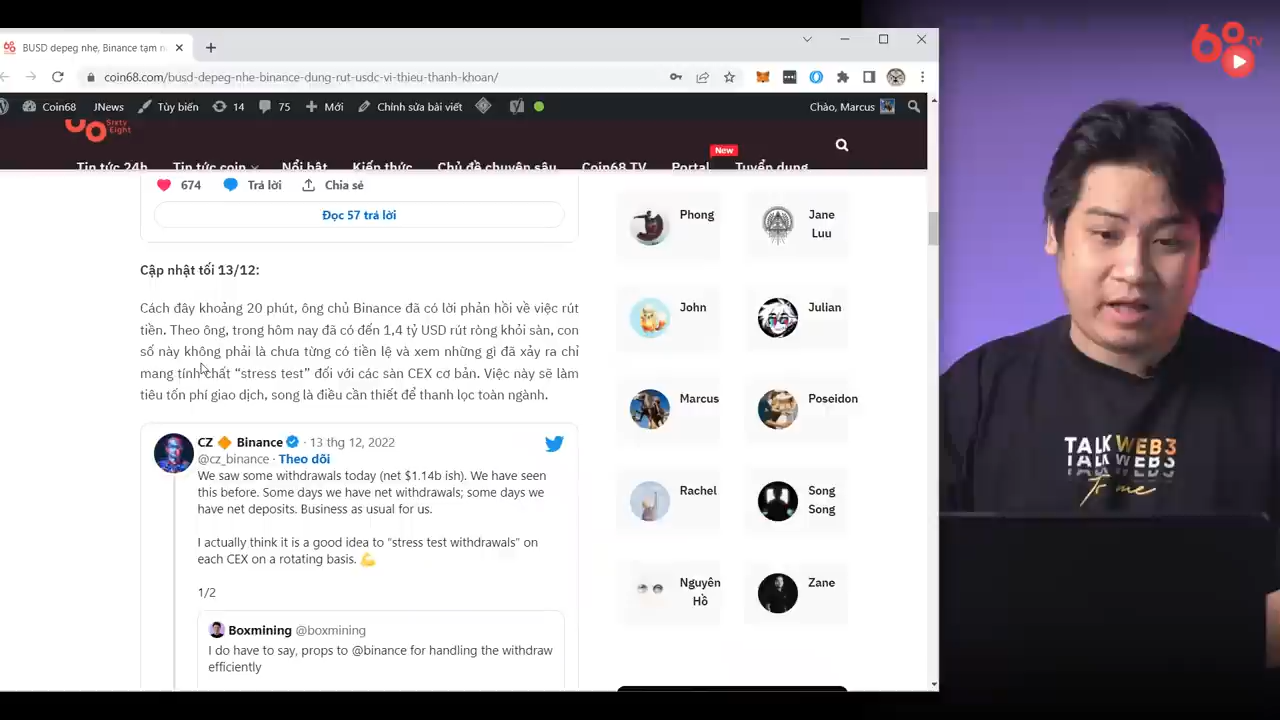 68 TV
BUSD depeg nhẹ, Binance tạm n
coin68.com/busd-depeg-nhe-binance-dung-rut-usdc-vi-thieu-thanh-khoan/
Coin68 JNews Tùy biến 14 75 Mới Chỉnh sửa bài viết Chào, Marcus
Sixty Eight
New
Tin tức 24h Tin tức coin Nổi bật Kiến thức Chủ đề chuyên sâu Coin68 TV Portal Tuyển dụng
674 Trả lời Chia sẻ
Đọc 57 trả lời
Cập nhật tối 13/12:
Cách đây khoảng 20 phút, ông chủ Binance đã có lời phản hồi về việc rút
tiền. Theo ông, trong hôm nay đã có đến 1,4 tỷ USD rút ròng khỏi sàn, con
số này không phải là chưa từng có tiền lệ và xem những gì đã xảy ra chỉ
mang tính chất “stress test” đối với các sàn CEX cơ bản. Việc này sẽ làm
tiêu tốn phí giao dịch, song là điều cần thiết để thanh lọc toàn ngành.
CZ 🔶 Binance · 13 thg 12, 2022
@cz_binance · Theo dõi
We saw some withdrawals today (net $1.14b ish). We have seen
this before. Some days we have net withdrawals; some days we
have net deposits. Business as usual for us.
I actually think it is a good idea to “stress test withdrawals” on
each CEX on a rotating basis. 💪
1/2
Boxmining @boxmining
I do have to say, props to @binance for handling the withdraw
efficiently
Phong
Jane
Luu
John
Julian
Marcus
Poseidon
Rachel
Song
Song
Nguyên
Hồ
Zane
TALK WEB3
TALK WEB3
To me